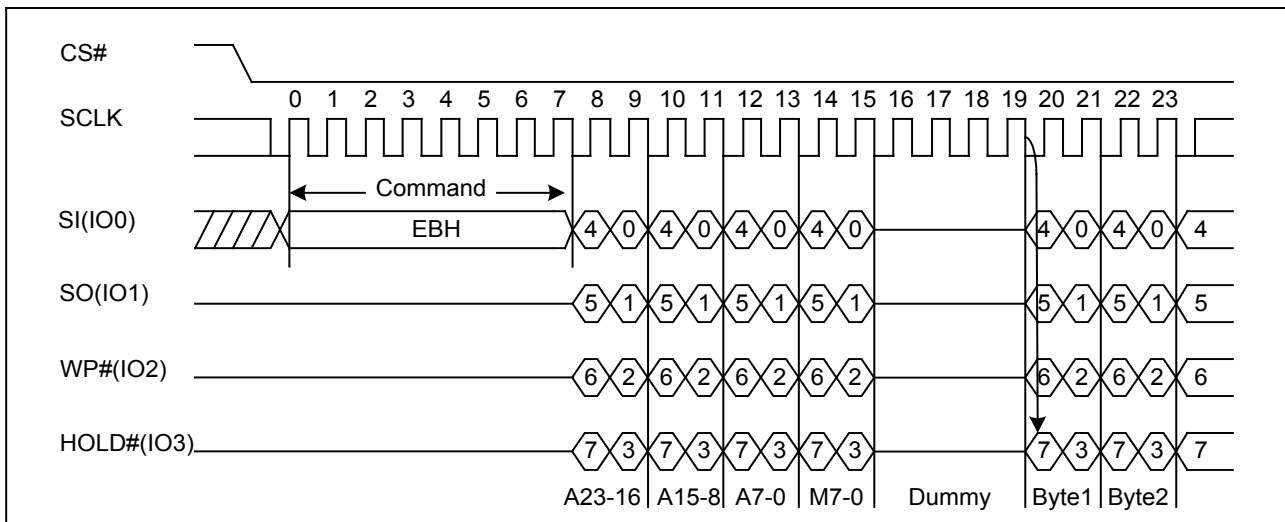 CS#
0 1 2 3 4 5 6 7 8 9 10 11 12 13 14 15 16 17 18 19 20 21 22 23
SCLK
Command
SI(IO0) EBH 4 0 4 0 4 0 4 0 4 0 4 0 4
SO(IO1) 5 1 5 1 5 1 5 1 5 1 5 1 5
WP#(IO2) 6 2 6 2 6 2 6 2 6 2 6 2 6
HOLD#(IO3) 7 3 7 3 7 3 7 3 7 3 7 3 7
A23-16 A15-8 A7-0 M7-0 Dummy Byte1 Byte2